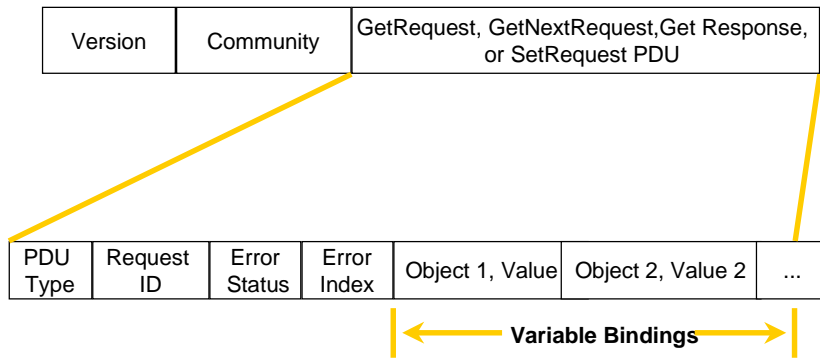 Version
Community
GetRequest, GetNextRequest,Get Response,
or SetRequest PDU
PDU
Type
Request
ID
Error
Status
Error
Index
Object 1, Value
Object 2, Value 2
...
Variable Bindings